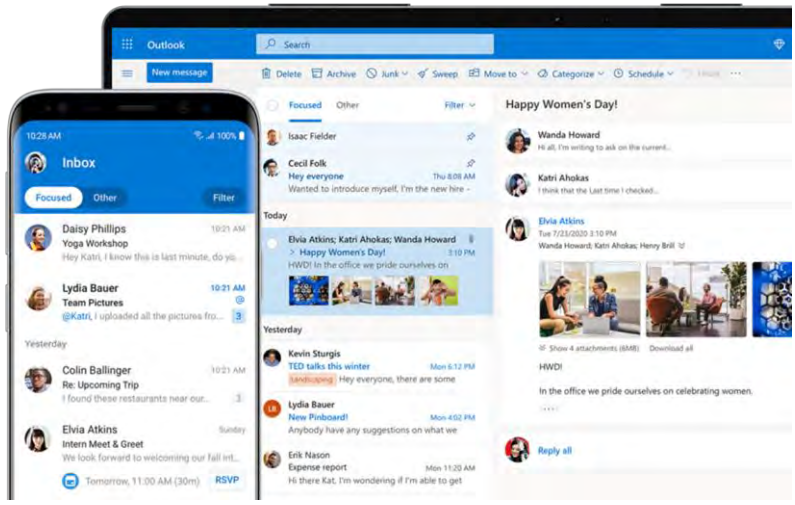 Outlook
Search
New message
Delete
Archive
Junk
Sweep
Move to
Categorize
Schedule
10:28 AM
100%
Inbox
Focused
Other
Filter
Daisy Phillips
10:21 AM
Yoga Workshop
Hey Katri, I know this is last minute, do yo...
Lydia Bauer
10:21 AM
Team Pictures
@
@Katri, I uploaded all the pictures fro...
3
Yesterday
Colin Ballinger
10:21 AM
Re: Upcoming Trip
I found these restaurants near our...
3
Elvia Atkins
Sunday
Intern Meet & Greet
We look forward to welcoming our fall int...
Tomorrow, 11:00 AM (30m)
RSVP
Focused
Other
Filter
Isaac Fielder
Cecil Folk
Hey everyone
Thu 8:08 AM
Wanted to introduce myself, I'm the new hire -
Today
Elvia Atkins; Katri Ahokas; Wanda Howard
> Happy Women's Day!
3:10 PM
HWD! In the office we pride ourselves on
Yesterday
Kevin Sturgis
TED talks this winter
Mon 6:12 PM
Landscaping
Hey everyone, there are some
LB
Lydia Bauer
New Pinboard!
Mon 4:02 PM
Anybody have any suggestions on what we
Erik Nason
Expense report
Mon 11:20 AM
Hi there Kat, I'm wondering if I'm able to get
Happy Women's Day!
Wanda Howard
Hi all, I'm writing to ask on the current...
Katri Ahokas
I think that the Last time I checked...
Elvia Atkins
Tue 7/23/2020 3:10 PM
Wanda Howard; Katri Ahokas; Henry Brill
Show 4 attachments (6MB)
Download all
HWD!
In the office we pride ourselves on celebrating women.
Reply all